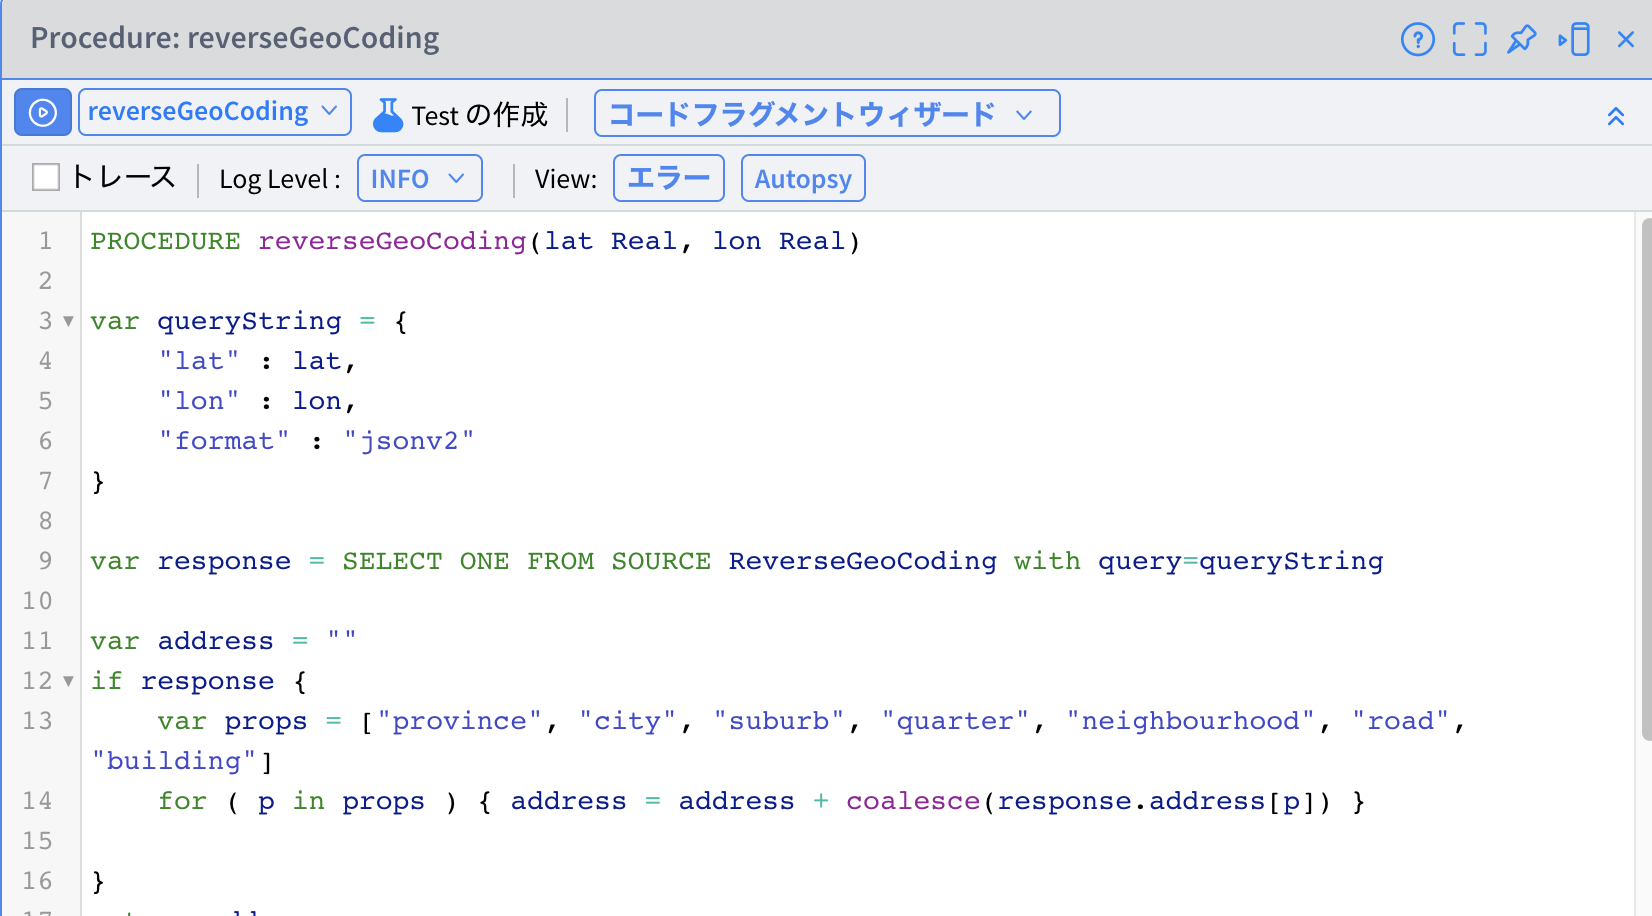 Procedure: reverseGeoCoding
reverseGeoCoding Test の作成 コードフラグメントウィザード
トレース Log Level : INFO View: エラー Autopsy
1 PROCEDURE reverseGeoCoding(lat Real, lon Real)
2
3 var queryString = {
4 "lat" : lat,
5 "lon" : lon,
6 "format" : "jsonv2"
7 }
8
9 var response = SELECT ONE FROM SOURCE ReverseGeoCoding with query=queryString
10
11 var address = ""
12 if response {
13 var props = ["province", "city", "suburb", "quarter", "neighbourhood", "road",
"building"]
14 for ( p in props ) { address = address + coalesce(response.address[p]) }
15
16 }